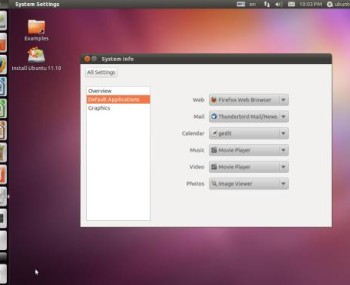 System Settings
en
10:03 PM
ubuntu
Examples
Install Ubuntu 11.10
System Info
All Settings
Overview
Default Applications
Graphics
Web
Firefox Web Browser
Mail
Thunderbird Mail/News
Calendar
gedit
Music
Movie Player
Video
Movie Player
Photos
Image Viewer